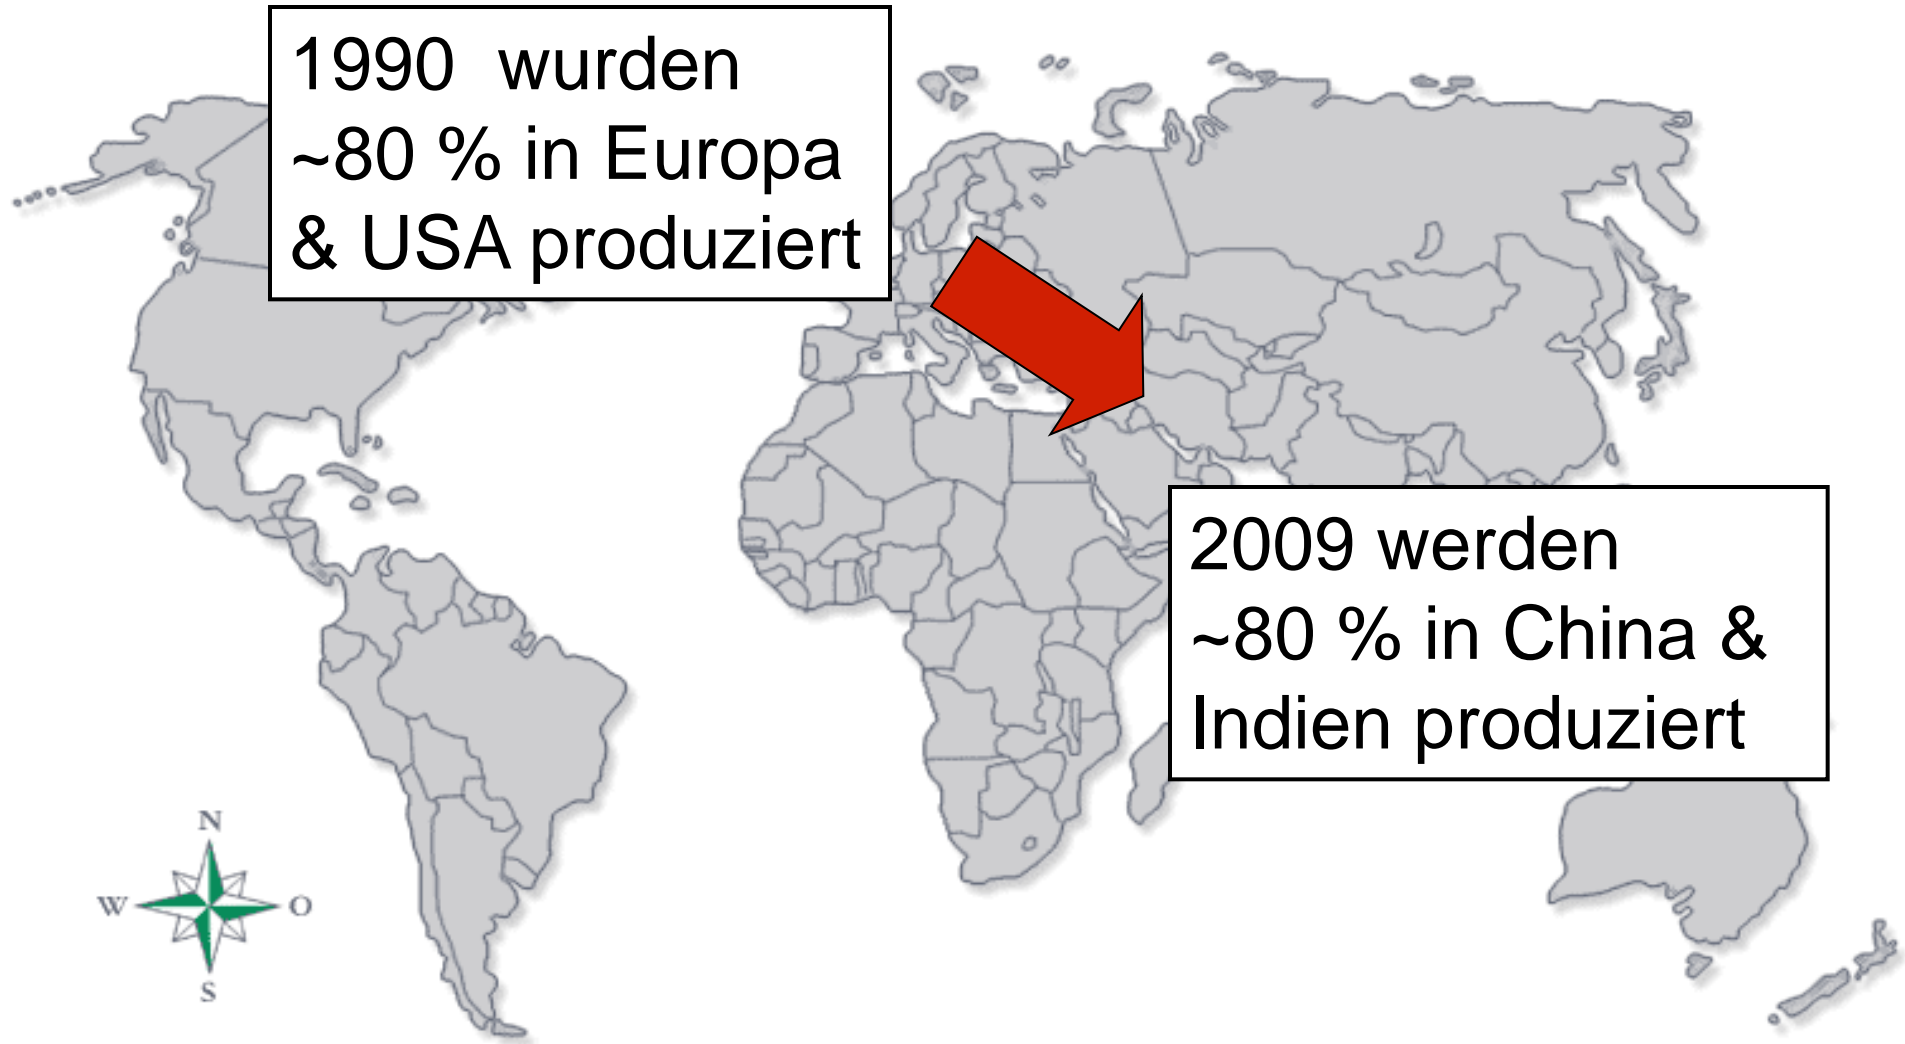 1990 wurden
~80 % in Europa
& USA produziert
2009 werden
~80 % in China &
Indien produziert
N
W O
S